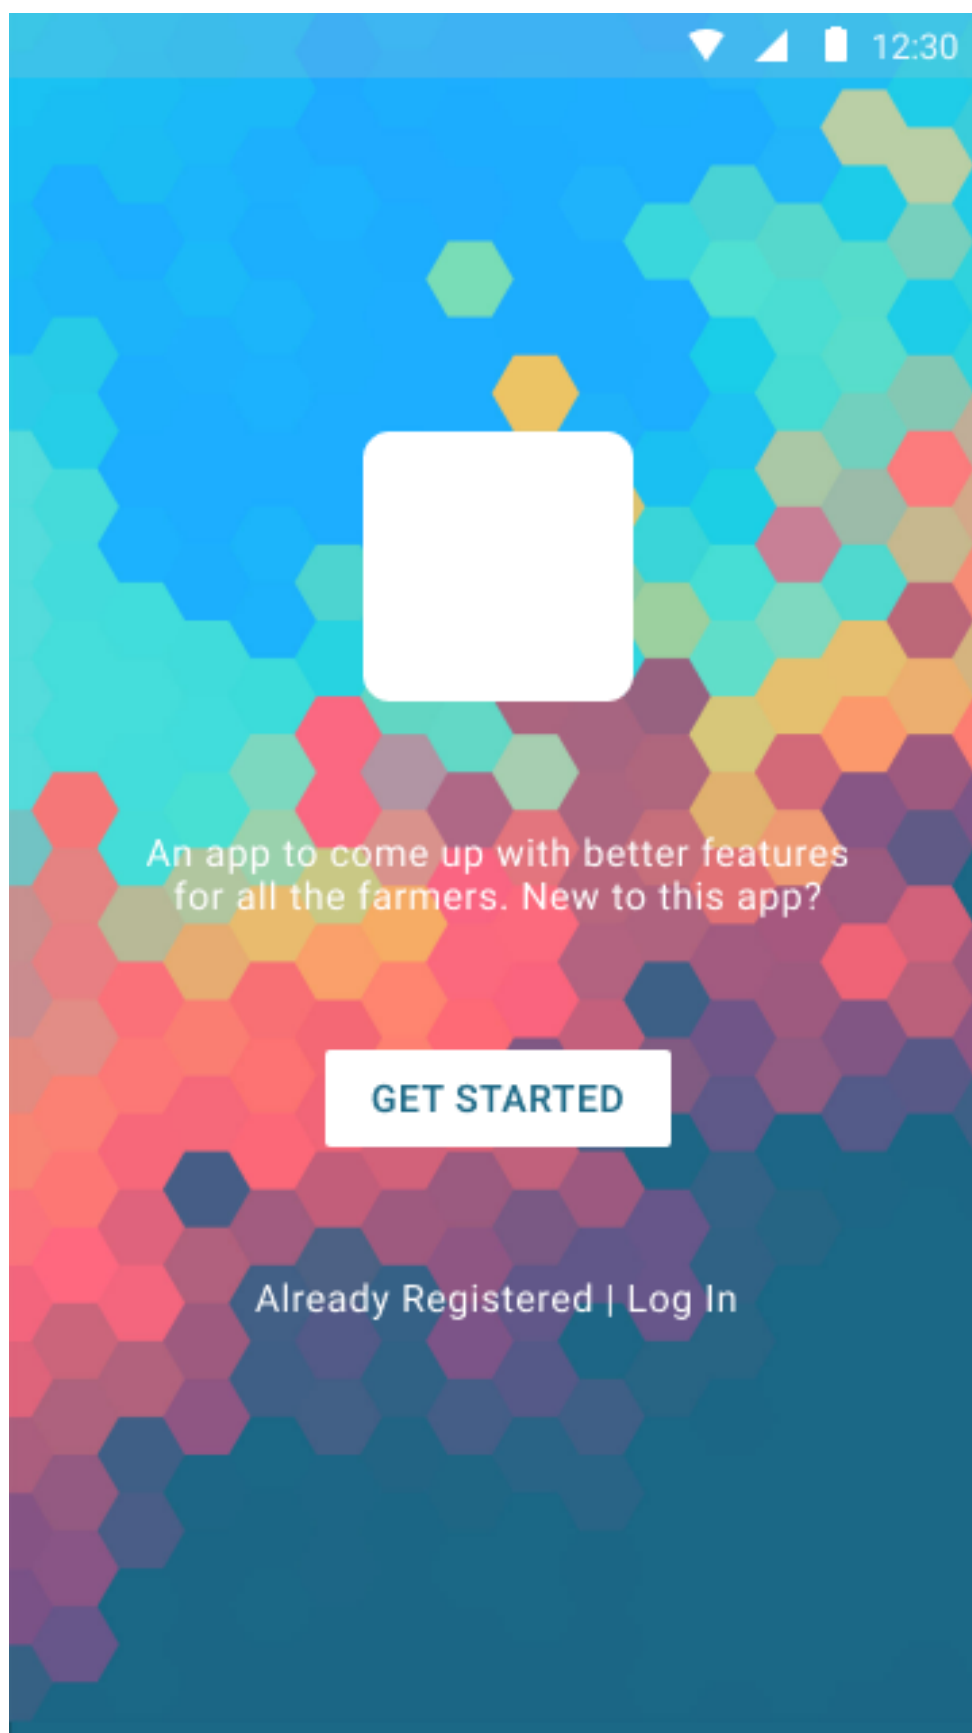 12:30
An app to come up with better features
for all the farmers. New to this app?
GET STARTED
Already Registered | Log In